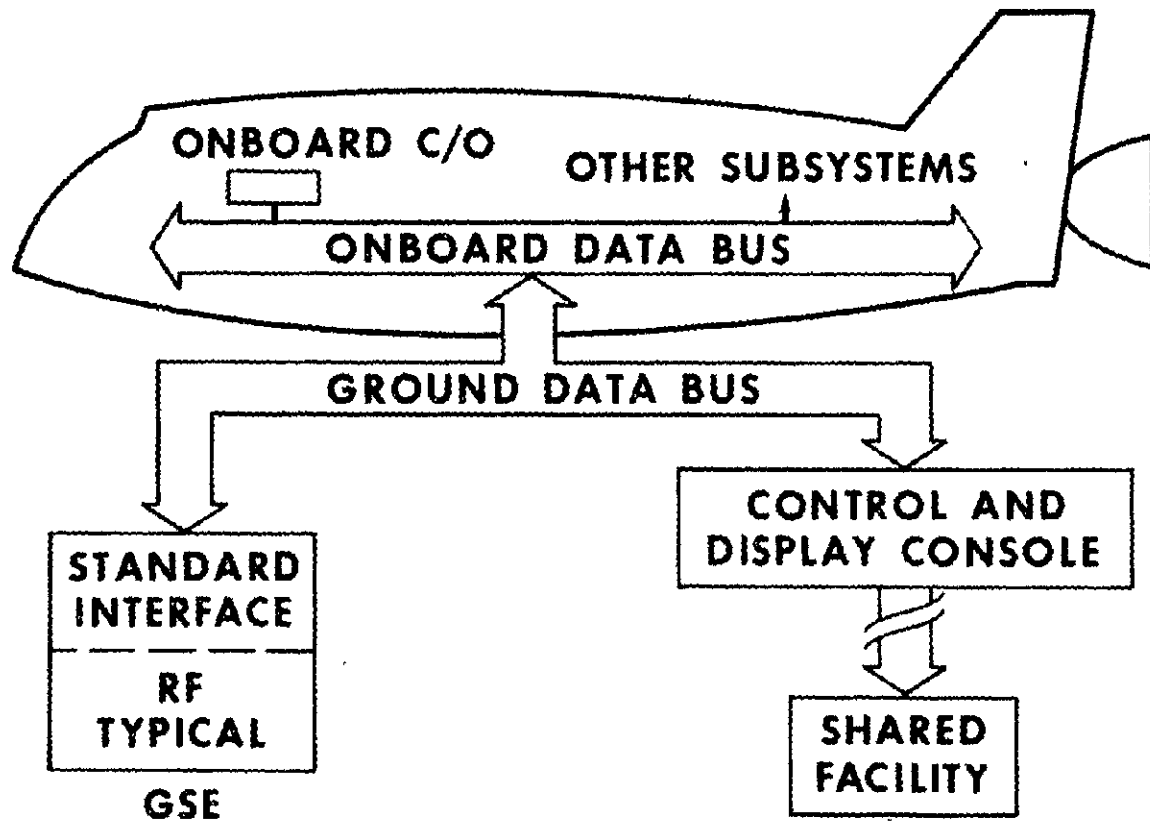 ONBOARD C/O
OTHER SUBSYSTEMS
ONBOARD DATA BUS
GROUND DATA BUS
STANDARD
INTERFACE
RF
TYPICAL
GSE
CONTROL AND
DISPLAY CONSOLE
SHARED
FACILITY